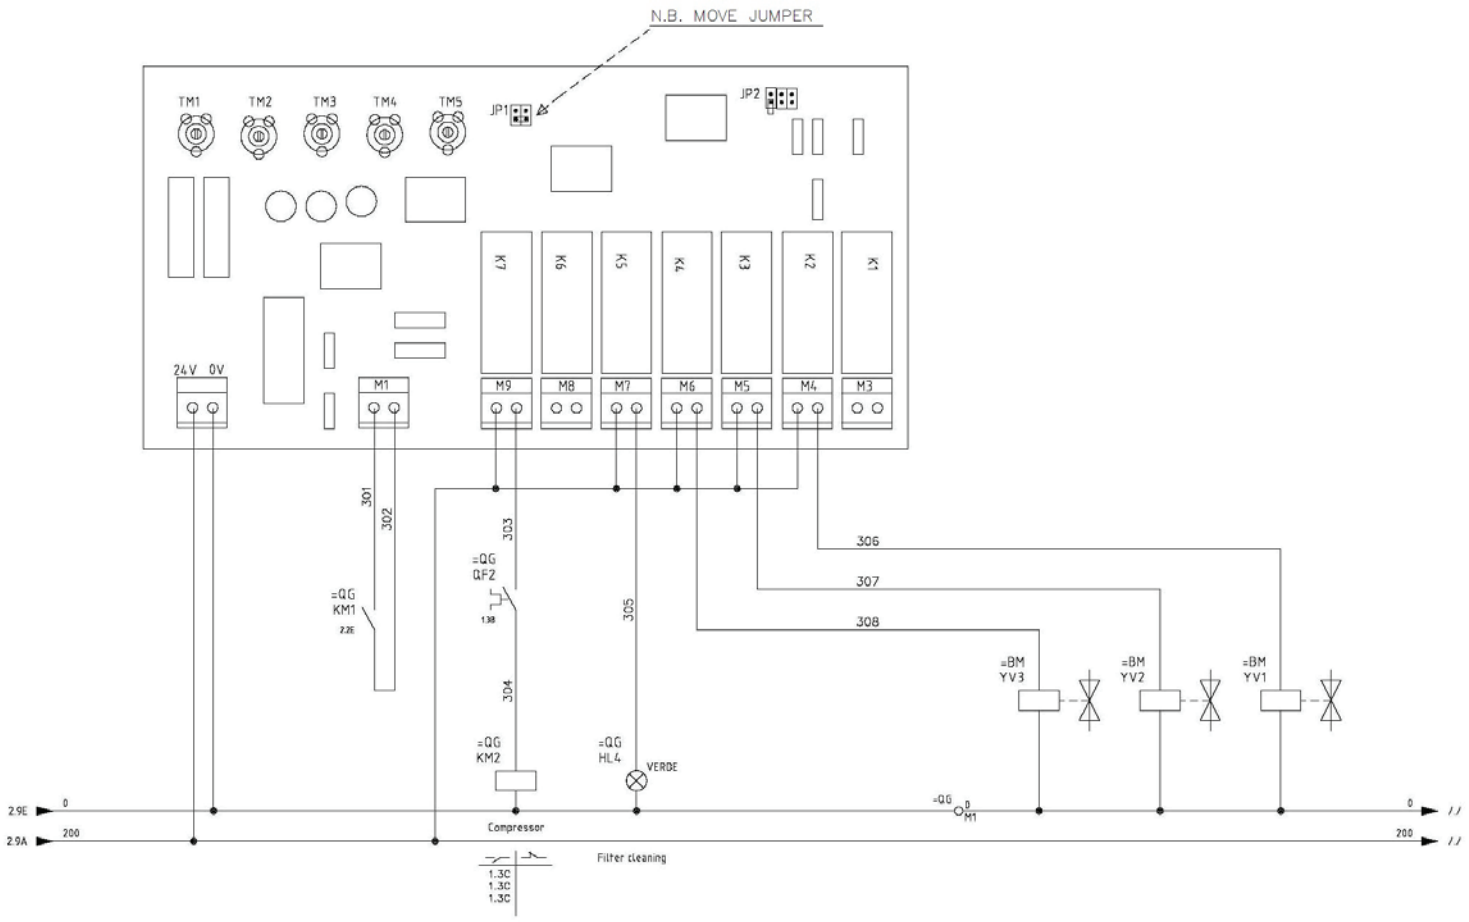 N.B. MOVE JUMPER
TM1 TM2 TM3 TM4 TM5
JP1
JP2
K7 K6 K5 K4 K3 K2 K1
24V 0V
M1
M9 M8 M7 M6 M5 M4 M3
301
302
303
306
307
308
=QG
QF2
13B
=QG
KM1
2.2E
305
304
=BM
YV3
=BM
YV2
=BM
YV1
=QG
KM2
=QG
HL4
VERDE
2.9E
0
=QG
0
M1
0
2.9A
200
200
Compressor
Filter cleaning
1.3C
1.3C
1.3C